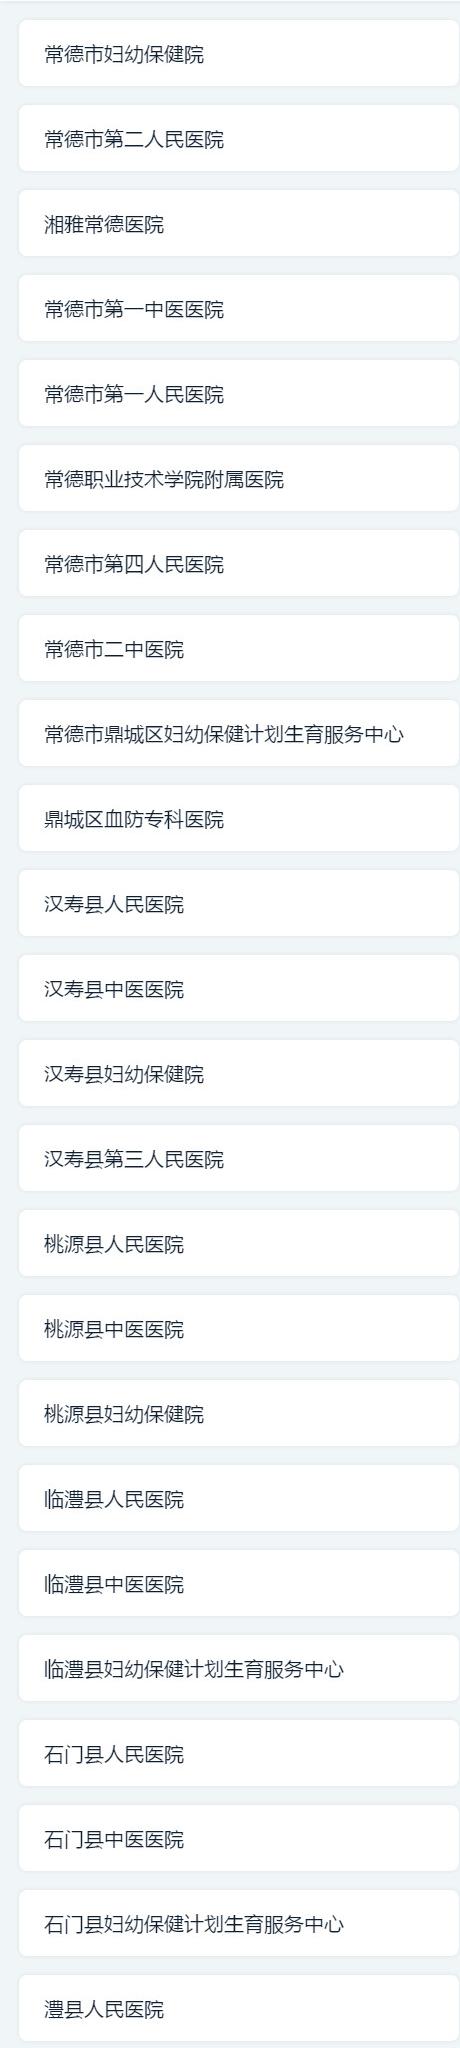 常德市妇幼保健院
常德市第二人民医院
湘雅常德医院
常德市第一中医医院
常德市第一人民医院
常德职业技术学院附属医院
常德市第四人民医院
常德市二中医院
常德市鼎城区妇幼保健计划生育服务中心
鼎城区血防专科医院
汉寿县人民医院
汉寿县中医医院
汉寿县妇幼保健院
汉寿县第三人民医院
桃源县人民医院
桃源县中医医院
桃源县妇幼保健院
临澧县人民医院
临澧县中医医院
临澧县妇幼保健计划生育服务中心
石门县人民医院
石门县中医医院
石门县妇幼保健计划生育服务中心
澧县人民医院